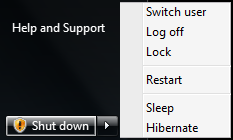 Help and Support
Shut down
Switch user
Log off
Lock
Restart
Sleep
Hibernate